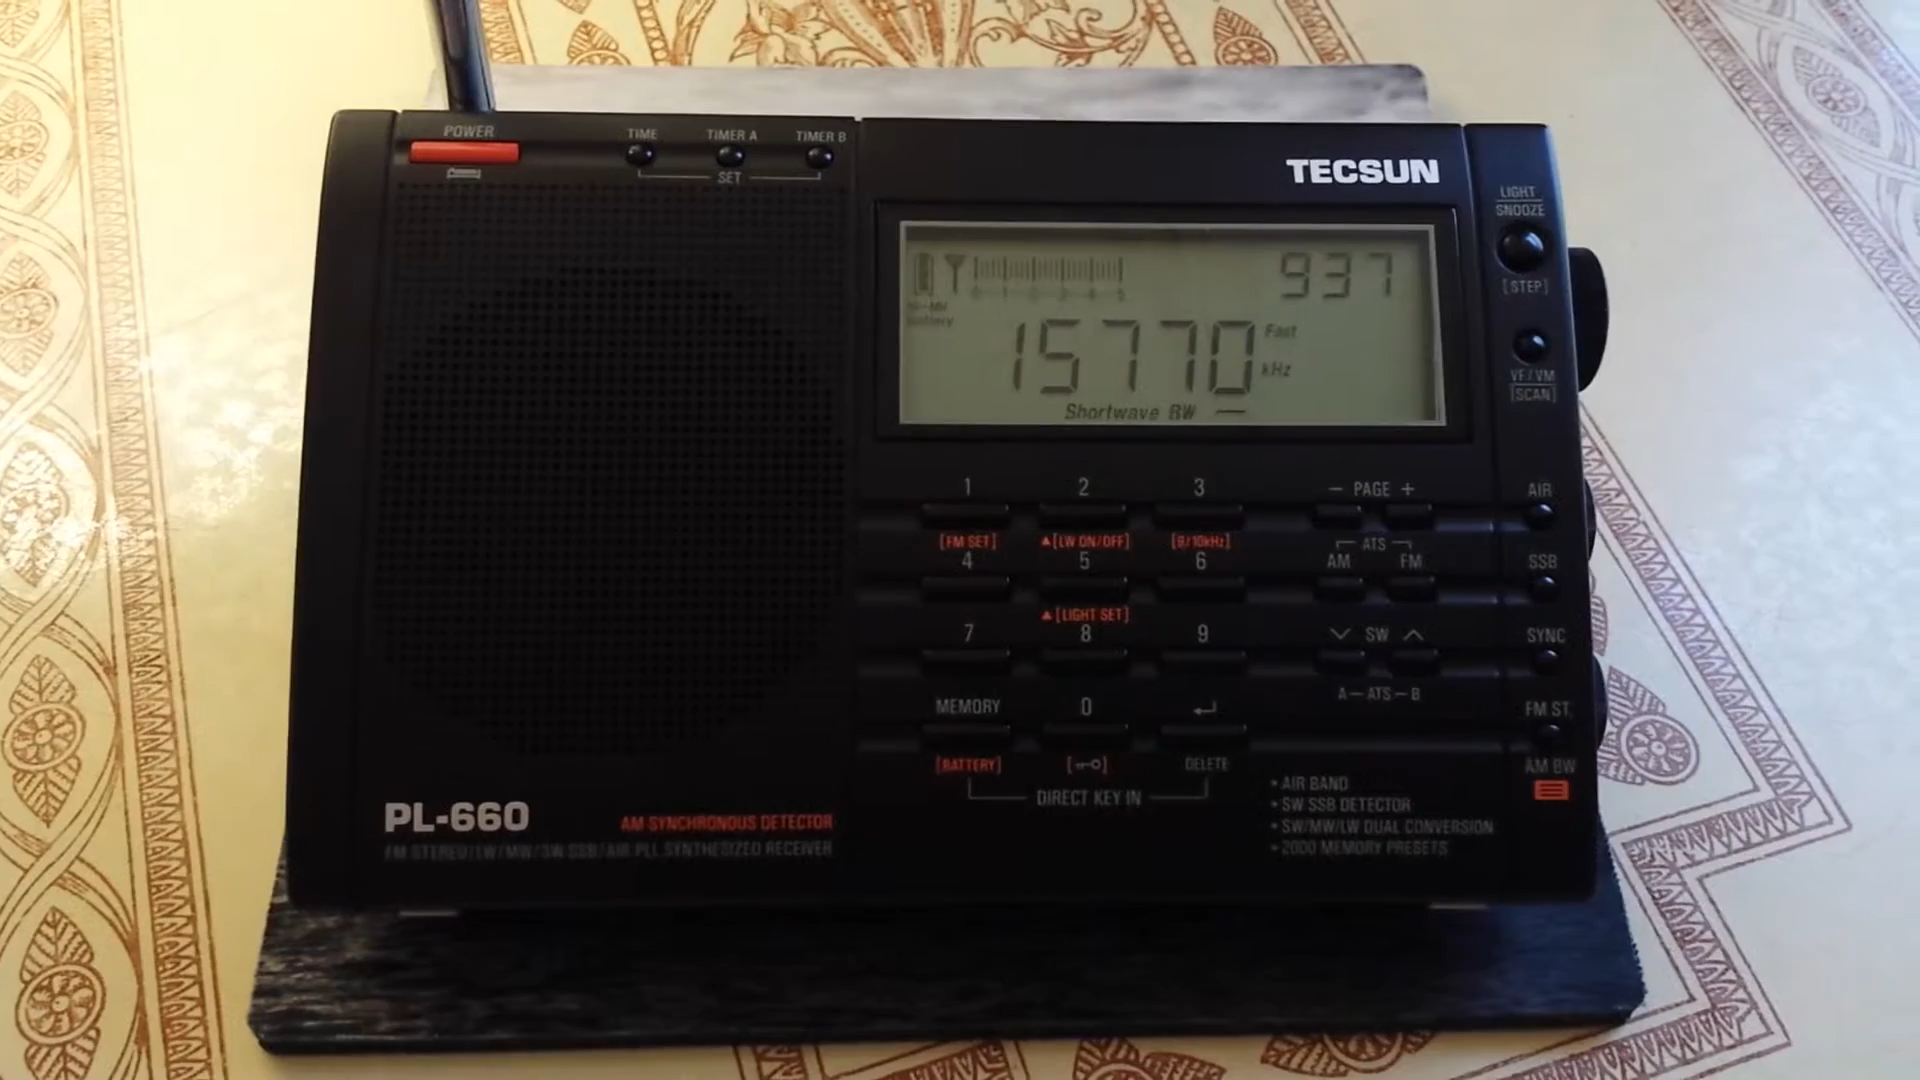 POWER
TIME TIMER A TIMER B
SET
TECSUN
LIGHT
SNOOZE
[STEP]
937
Ni-MH
Battery
15770 Fast
kHz
Shortwave BW
VF/VM
[SCAN]
1 2 3 - PAGE + AIR
[FM SET] [LW ON/OFF] [9/10kHz] ATS
4 5 6 AM FM SSB
[LIGHT SET]
7 8 9 SW SYNC
A-ATS-B
MEMORY 0 FM ST.
[BATTERY] DELETE AM BW
DIRECT KEY IN
• AIR BAND
• SW SSB DETECTOR
• SW/MW/LW DUAL CONVERSION
• 2000 MEMORY PRESETS
PL-660 AM SYNCHRONOUS DETECTOR
FM STEREO/LW/MW/SW SSB/AIR PLL SYNTHESIZED RECEIVER